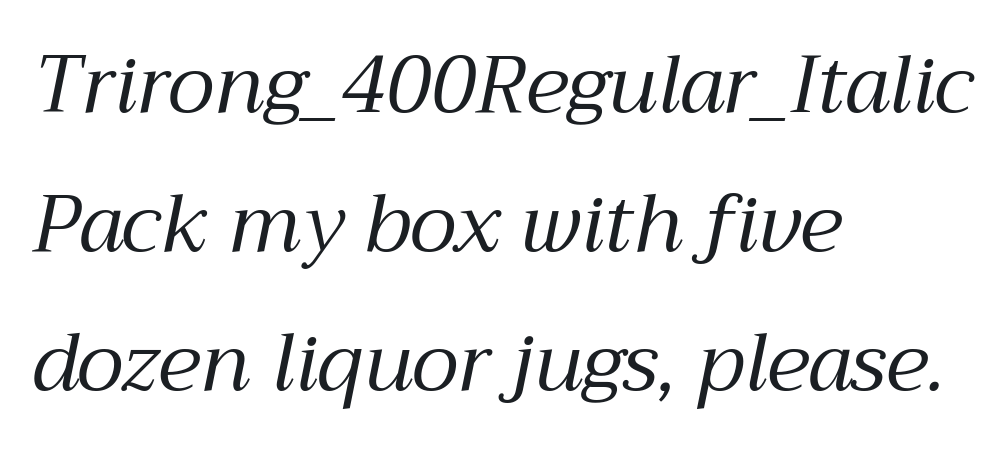 Trirong_400Regular_Italic
Pack my box with five
dozen liquor jugs, please.